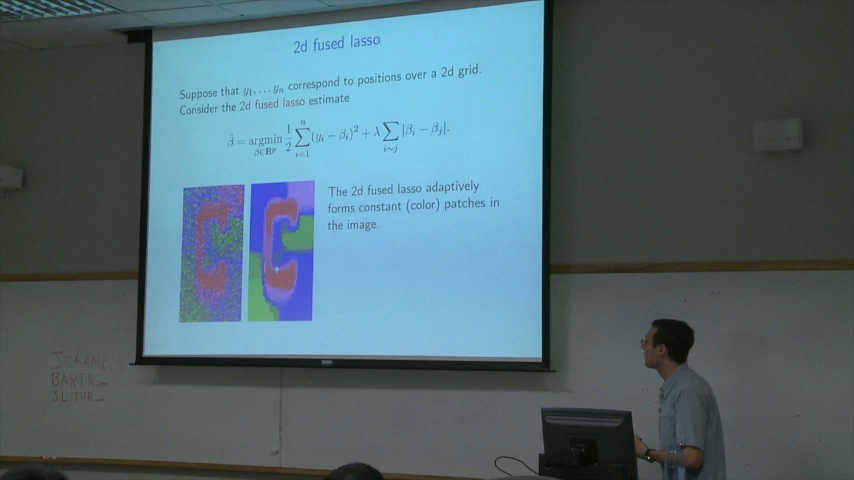 2d fused lasso
Suppose that y₁, … yₙ correspond to positions over a 2d grid.
Consider the 2d fused lasso estimate
β̂ = argmin_{β∈ℝᵖ} 1/2 ∑_{i=1}^{n} (yᵢ − βᵢ)² + λ ∑_{i∼j} |βᵢ − βⱼ|.
The 2d fused lasso adaptively
forms constant (color) patches in
the image.